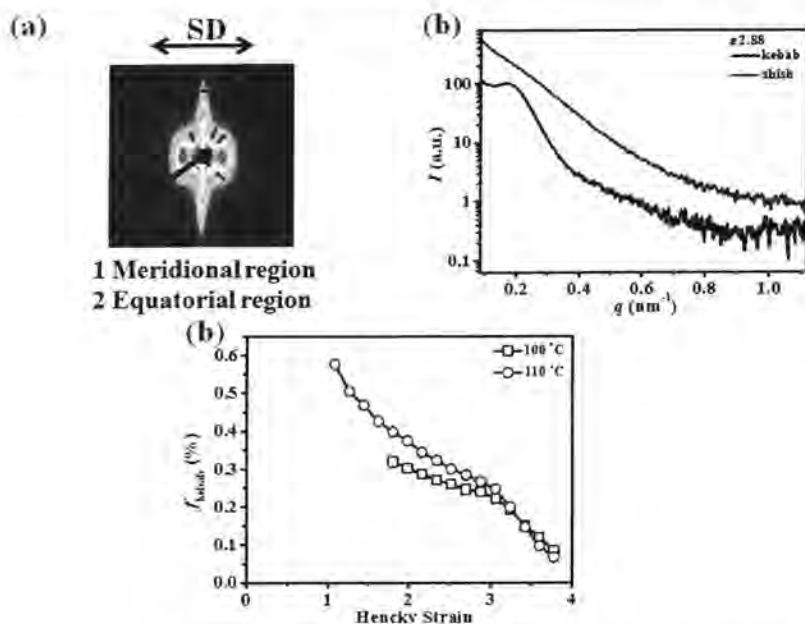 (a)
SD
1 Meridional region
2 Equatorial region
(b)
ε2.88
kebab
shish
100
10
1
0.1
I (a.u.)
0.2 0.4 0.6 0.8 1.0
q (nm⁻¹)
(b)
100 °C
110 °C
0.6
0.5
0.4
0.3
0.2
0.1
0.0
f kebab (%)
0 1 2 3 4
Hencky Strain